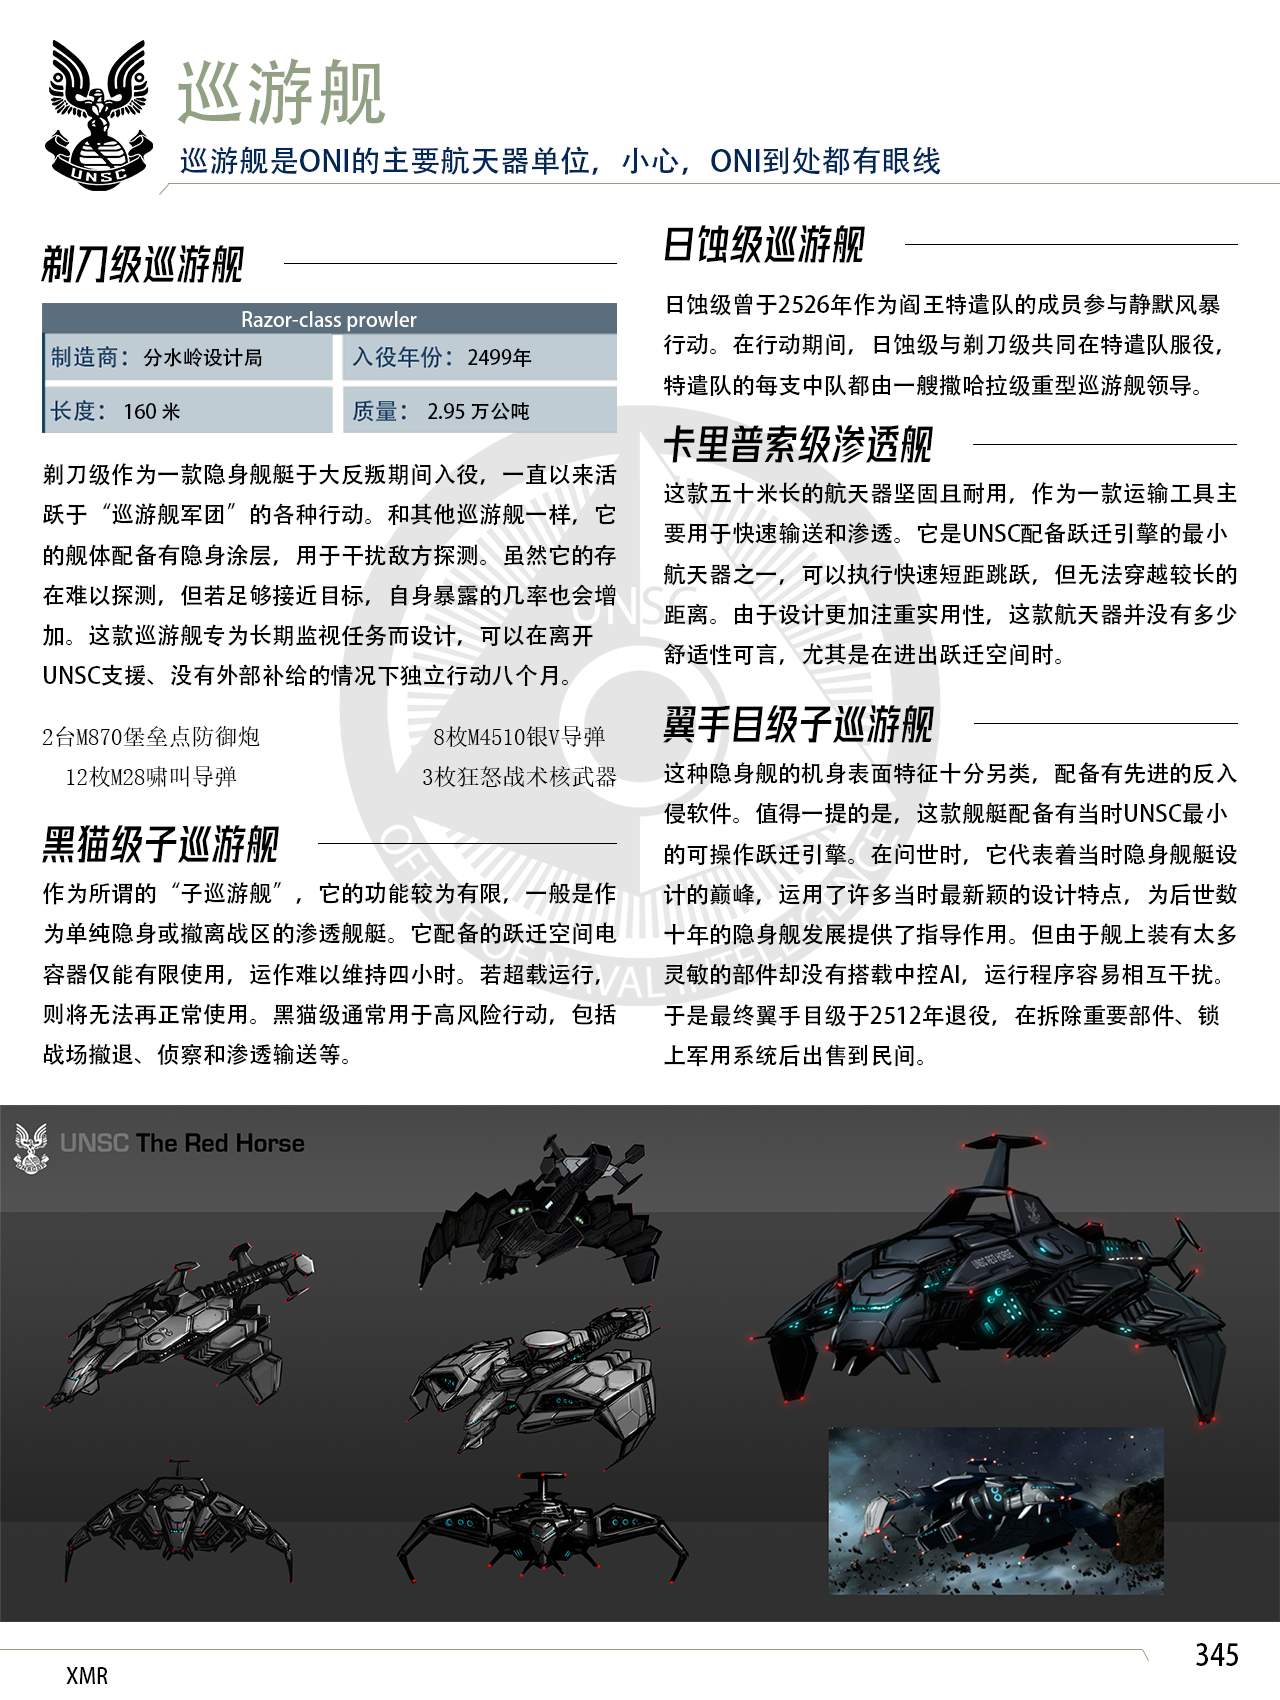 UNSC
巡游舰
巡游舰是ONI的主要航天器单位，小心，ONI到处都有眼线
剃刀级巡游舰
Razor-class prowler
制造商：分水岭设计局
入役年份：2499年
长度：160 米
质量：2.95 万公吨
剃刀级作为一款隐身舰艇于大反叛期间入役，一直以来活
跃于“巡游舰军团”的各种行动。和其他巡游舰一样，它
的舰体配备有隐身涂层，用于干扰敌方探测。虽然它的存
在难以探测，但若足够接近目标，自身暴露的几率也会增
加。这款巡游舰专为长期监视任务而设计，可以在离开
UNSC支援、没有外部补给的情况下独立行动八个月。
2台M870堡垒点防御炮
8枚M4510银V导弹
12枚M28啸叫导弹
3枚狂怒战术核武器
黑猫级子巡游舰
作为所谓的“子巡游舰”，它的功能较为有限，一般是作
为单纯隐身或撤离战区的渗透舰艇。它配备的跃迁空间电
容器仅能有限使用，运作难以维持四小时。若超载运行，
则将无法再正常使用。黑猫级通常用于高风险行动，包括
战场撤退、侦察和渗透输送等。
日蚀级巡游舰
日蚀级曾于2526年作为阎王特遣队的成员参与静默风暴
行动。在行动期间，日蚀级与剃刀级共同在特遣队服役，
特遣队的每支中队都由一艘撒哈拉级重型巡游舰领导。
卡里普索级渗透舰
这款五十米长的航天器坚固且耐用，作为一款运输工具主
要用于快速输送和渗透。它是UNSC配备跃迁引擎的最小
航天器之一，可以执行快速短距跳跃，但无法穿越较长的
距离。由于设计更加注重实用性，这款航天器并没有多少
舒适性可言，尤其是在进出跃迁空间时。
翼手目级子巡游舰
这种隐身舰的机身表面特征十分另类，配备有先进的反入
侵软件。值得一提的是，这款舰艇配备有当时UNSC最小
的可操作跃迁引擎。在问世时，它代表着当时隐身舰艇设
计的巅峰，运用了许多当时最新颖的设计特点，为后世数
十年的隐身舰发展提供了指导作用。但由于舰上装有太多
灵敏的部件却没有搭载中控AI，运行程序容易相互干扰。
于是最终翼手目级于2512年退役，在拆除重要部件、锁
上军用系统后出售到民间。
UNSC
OFFICE OF NAVAL INTELLIGENCE
UNSC The Red Horse
UNSC RED HORSE
345
XMR